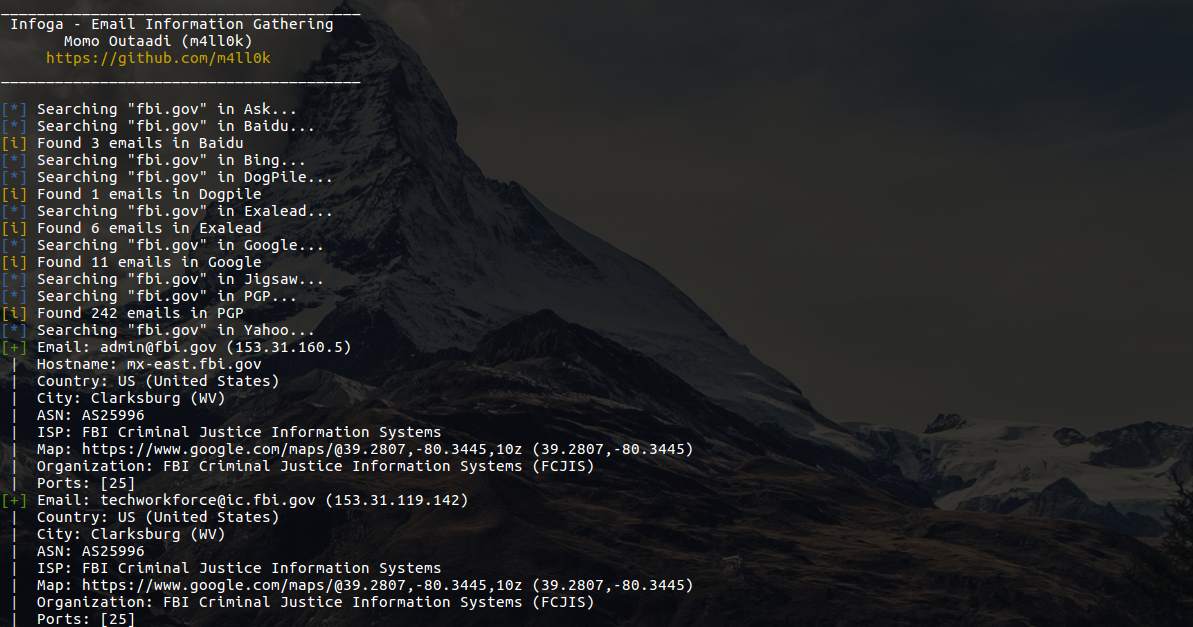 Infoga - Email Information Gathering
Momo Outaadi (m4ll0k)
https://github.com/m4ll0k
[*] Searching "fbi.gov" in Ask...
[*] Searching "fbi.gov" in Baidu...
[i] Found 3 emails in Baidu
[*] Searching "fbi.gov" in Bing...
[*] Searching "fbi.gov" in DogPile...
[i] Found 1 emails in Dogpile
[*] Searching "fbi.gov" in Exalead...
[i] Found 6 emails in Exalead
[*] Searching "fbi.gov" in Google...
[i] Found 11 emails in Google
[*] Searching "fbi.gov" in Jigsaw...
[*] Searching "fbi.gov" in PGP...
[i] Found 242 emails in PGP
[*] Searching "fbi.gov" in Yahoo...
[+] Email: admin@fbi.gov (153.31.160.5)
| Hostname: mx-east.fbi.gov
| Country: US (United States)
| City: Clarksburg (WV)
| ASN: AS25996
| ISP: FBI Criminal Justice Information Systems
| Map: https://www.google.com/maps/@39.2807,-80.3445,10z (39.2807,-80.3445)
| Organization: FBI Criminal Justice Information Systems (FCJIS)
| Ports: [25]
[+] Email: techworkforce@ic.fbi.gov (153.31.119.142)
| Country: US (United States)
| City: Clarksburg (WV)
| ASN: AS25996
| ISP: FBI Criminal Justice Information Systems
| Map: https://www.google.com/maps/@39.2807,-80.3445,10z (39.2807,-80.3445)
| Organization: FBI Criminal Justice Information Systems (FCJIS)
| Ports: [25]